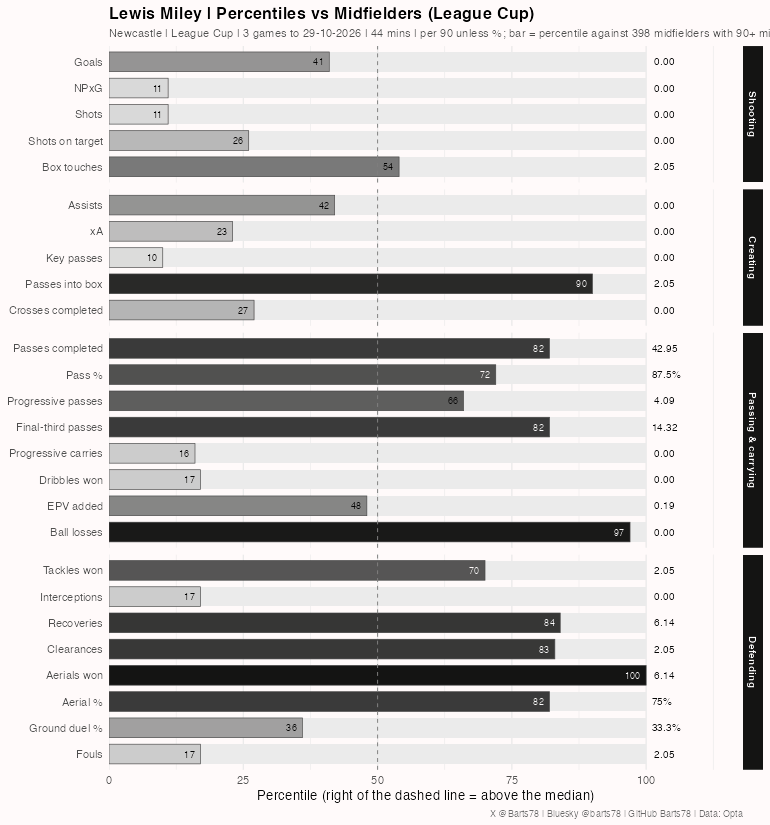 Lewis Miley | Percentiles vs Midfielders (League Cup)
Newcastle | League Cup | 3 games to 29-10-2026 | 44 mins | per 90 unless %; bar = percentile against 398 midfielders with 90+ mi
Shooting
Goals 41 0.00
NPxG 11 0.00
Shots 11 0.00
Shots on target 26 0.00
Box touches 54 2.05
Creating
Assists 42 0.00
xA 23 0.00
Key passes 10 0.00
Passes into box 90 2.05
Crosses completed 27 0.00
Passing & carrying
Passes completed 82 42.95
Pass % 72 87.5%
Progressive passes 66 4.09
Final-third passes 82 14.32
Progressive carries 16 0.00
Dribbles won 17 0.00
EPV added 48 0.19
Ball losses 97 0.00
Defending
Tackles won 70 2.05
Interceptions 17 0.00
Recoveries 84 6.14
Clearances 83 2.05
Aerials won 100 6.14
Aerial % 82 75%
Ground duel % 36 33.3%
Fouls 17 2.05
0 25 50 75 100
Percentile (right of the dashed line = above the median)
X @Barts78 | Bluesky @barts78 | GitHub Barts78 | Data: Opta